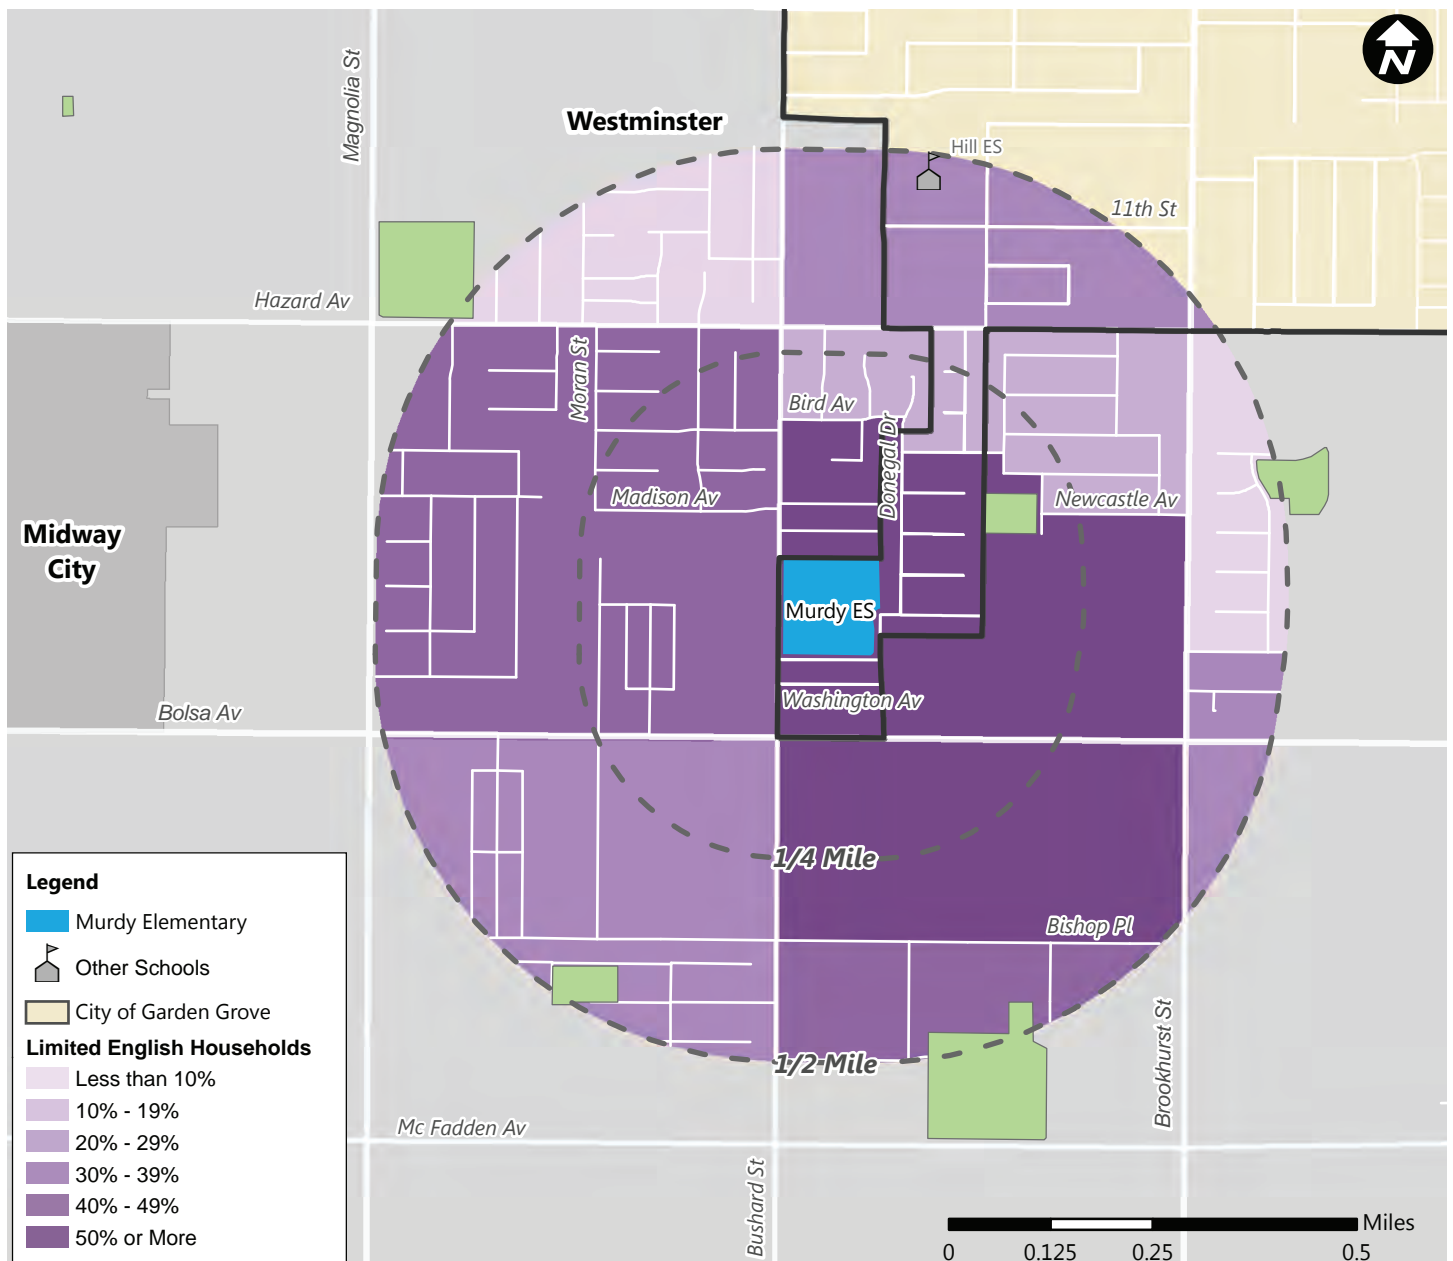 N
Magnolia St
Westminster
Hill ES
11th St
Hazard Av
Moran St
Bird Av
Donegal Dr
Madison Av
Newcastle Av
Midway
City
Murdy ES
Washington Av
Bolsa Av
1/4 Mile
Bishop Pl
1/2 Mile
Brookhurst St
Mc Fadden Av
Bushard St
Legend
Murdy Elementary
Other Schools
City of Garden Grove
Limited English Households
Less than 10%
10% - 19%
20% - 29%
30% - 39%
40% - 49%
50% or More
Miles
0 0.125 0.25 0.5